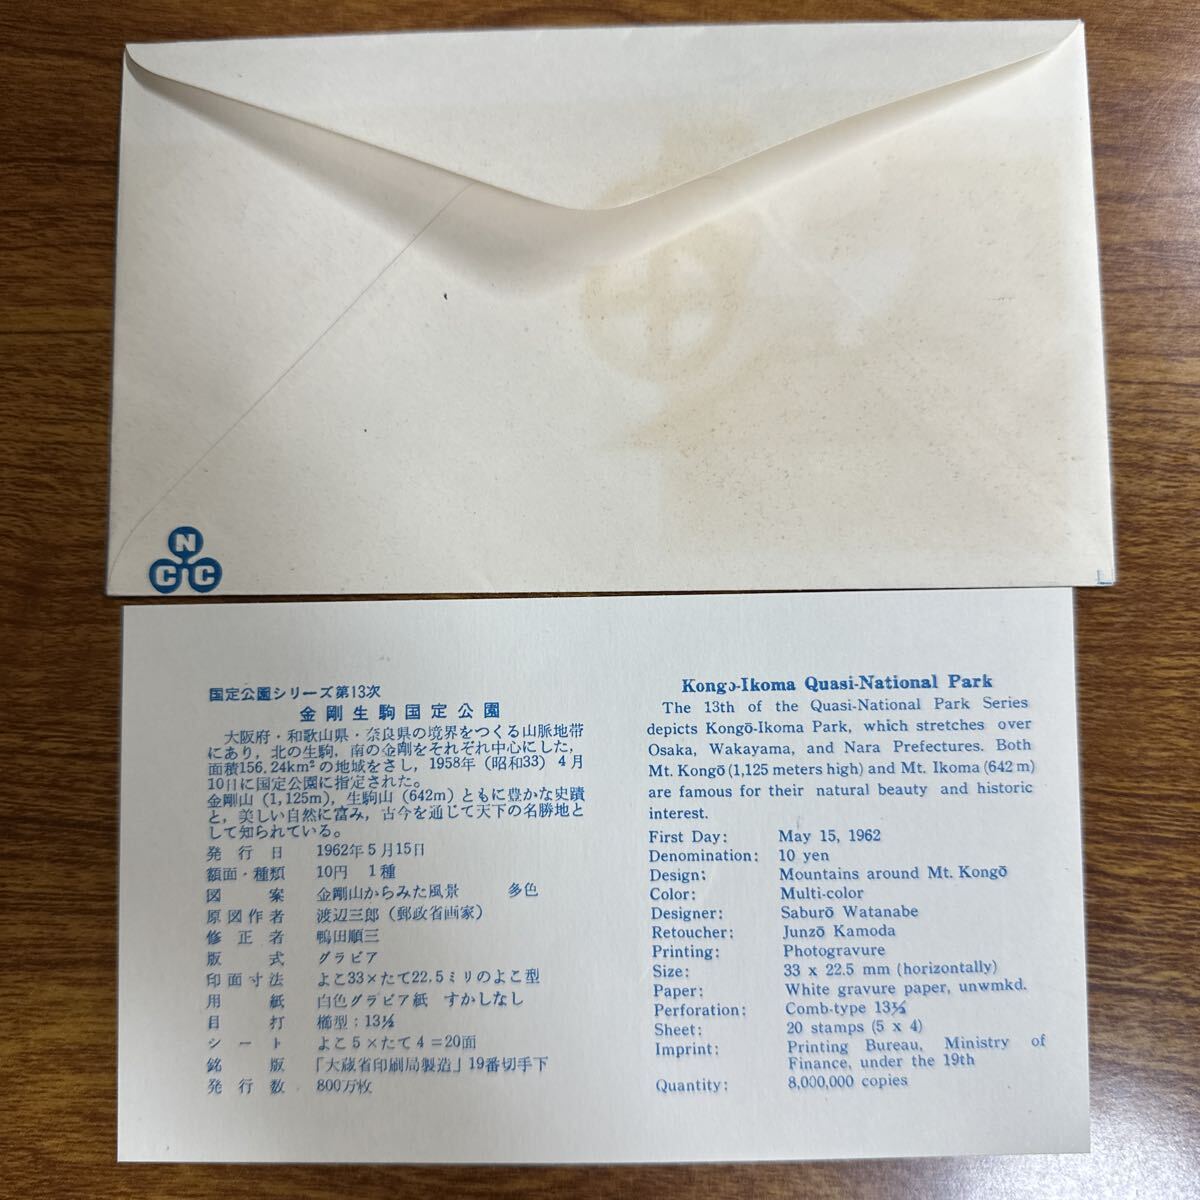 N
C C
国定公園シリーズ第13次
金剛生駒国定公園
大阪府・和歌山県・奈良県の境界をつくる山脈地帯
にあり，北の生駒，南の金剛をそれぞれ中心にした，
面積156.24km²の地域をさし，1958年（昭和33）4月
10日に国定公園に指定された。
金剛山（1,125m），生駒山（642m）ともに豊かな史蹟
と，美しい自然に富み，古今を通じて天下の名勝地と
して知られている。
発行日 1962年5月15日
額面・種類 10円 1種
図案 金剛山からみた風景 多色
原図作者 渡辺三郎（郵政省画家）
修正者 鴨田順三
版式 グラビア
印面寸法 よこ33×たて22.5ミリのよこ型
用紙 白色グラビア紙 すかしなし
目打 櫛型：13½
シート よこ5×たて4＝20面
銘版 「大蔵省印刷局製造」19番切手下
発行数 800万枚
Kongo-Ikoma Quasi-National Park
The 13th of the Quasi-National Park Series
depicts Kongō-Ikoma Park, which stretches over
Osaka, Wakayama, and Nara Prefectures. Both
Mt. Kongō (1,125 meters high) and Mt. Ikoma (642 m)
are famous for their natural beauty and historic
interest.
First Day: May 15, 1962
Denomination: 10 yen
Design: Mountains around Mt. Kongō
Color: Multi-color
Designer: Saburō Watanabe
Retoucher: Junzō Kamoda
Printing: Photogravure
Size: 33 x 22.5 mm (horizontally)
Paper: White gravure paper, unwmkd.
Perforation: Comb-type 13½
Sheet: 20 stamps (5 x 4)
Imprint: Printing Bureau, Ministry of
Finance, under the 19th
Quantity: 8,000,000 copies